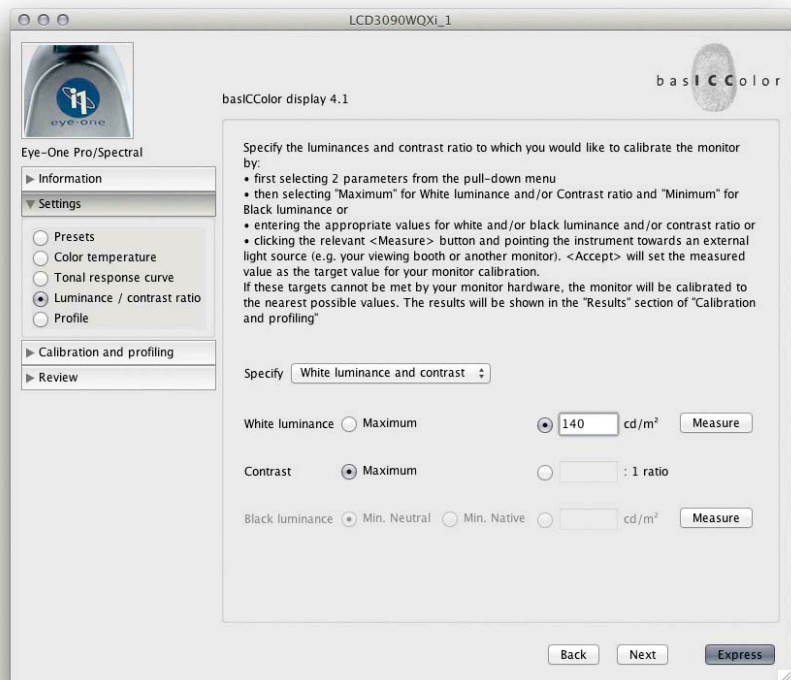 LCD3090WQXi_1
i1
eye-one
basICColor
basICColor display 4.1
Eye-One Pro/Spectral
Information
Settings
Presets
Color temperature
Tonal response curve
Luminance / contrast ratio
Profile
Calibration and profiling
Review
Specify the luminances and contrast ratio to which you would like to calibrate the monitor
by:
• first selecting 2 parameters from the pull-down menu
• then selecting "Maximum" for White luminance and/or Contrast ratio and "Minimum" for
Black luminance or
• entering the appropriate values for white and/or black luminance and/or contrast ratio or
• clicking the relevant <Measure> button and pointing the instrument towards an external
light source (e.g. your viewing booth or another monitor). <Accept> will set the measured
value as the target value for your monitor calibration.
If these targets cannot be met by your monitor hardware, the monitor will be calibrated to
the nearest possible values. The results will be shown in the "Results" section of "Calibration
and profiling"
Specify White luminance and contrast
White luminance Maximum 140 cd/m² Measure
Contrast Maximum : 1 ratio
Black luminance Min. Neutral Min. Native cd/m² Measure
Back Next Express